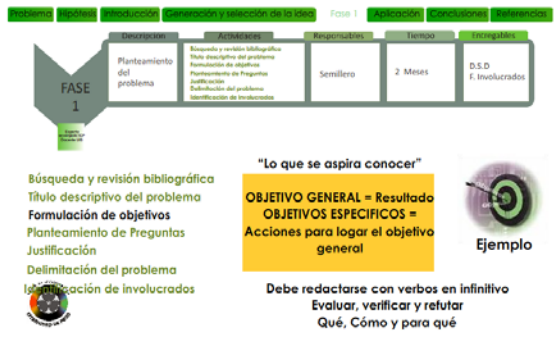 Problema Hipótesis Introducción Generación y selección de la idea Fase 1 Aplicación Conclusiones Referencias
Descripcion Actividades Responsables Tiempo Entregables
FASE
1
Planteamiento
del
problema
Búsqueda y revisión bibliográfica
Título descriptivo del problema
Formulación de objetivos
Planteamiento de Preguntas
Justificación
Delimitación del problema
Identificación de involucrados
Semillero
2 Meses
D.S.D
F. Involucrados
Búsqueda y revisión bibliográfica
Título descriptivo del problema
Formulación de objetivos
Planteamiento de Preguntas
Justificación
Delimitación del problema
Identificación de involucrados
“Lo que se aspira conocer”
OBJETIVO GENERAL = Resultado
OBJETIVOS ESPECIFICOS =
Acciones para logar el objetivo
general
Ejemplo
Debe redactarse con verbos en infinitivo
Evaluar, verificar y refutar
Qué, Cómo y para qué